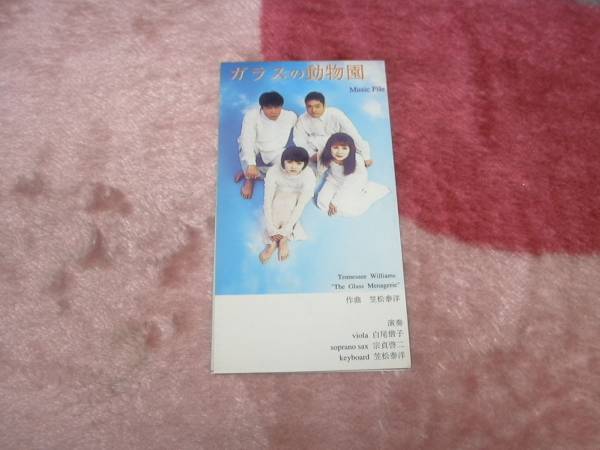 ガラスの動物園
Music File
Tennessee Williams
"The Glass Menagerie"
作曲 笠松泰洋
演奏
viola 白尾偕子
soprano sax 宗貞啓二
keyboard 笠松泰洋